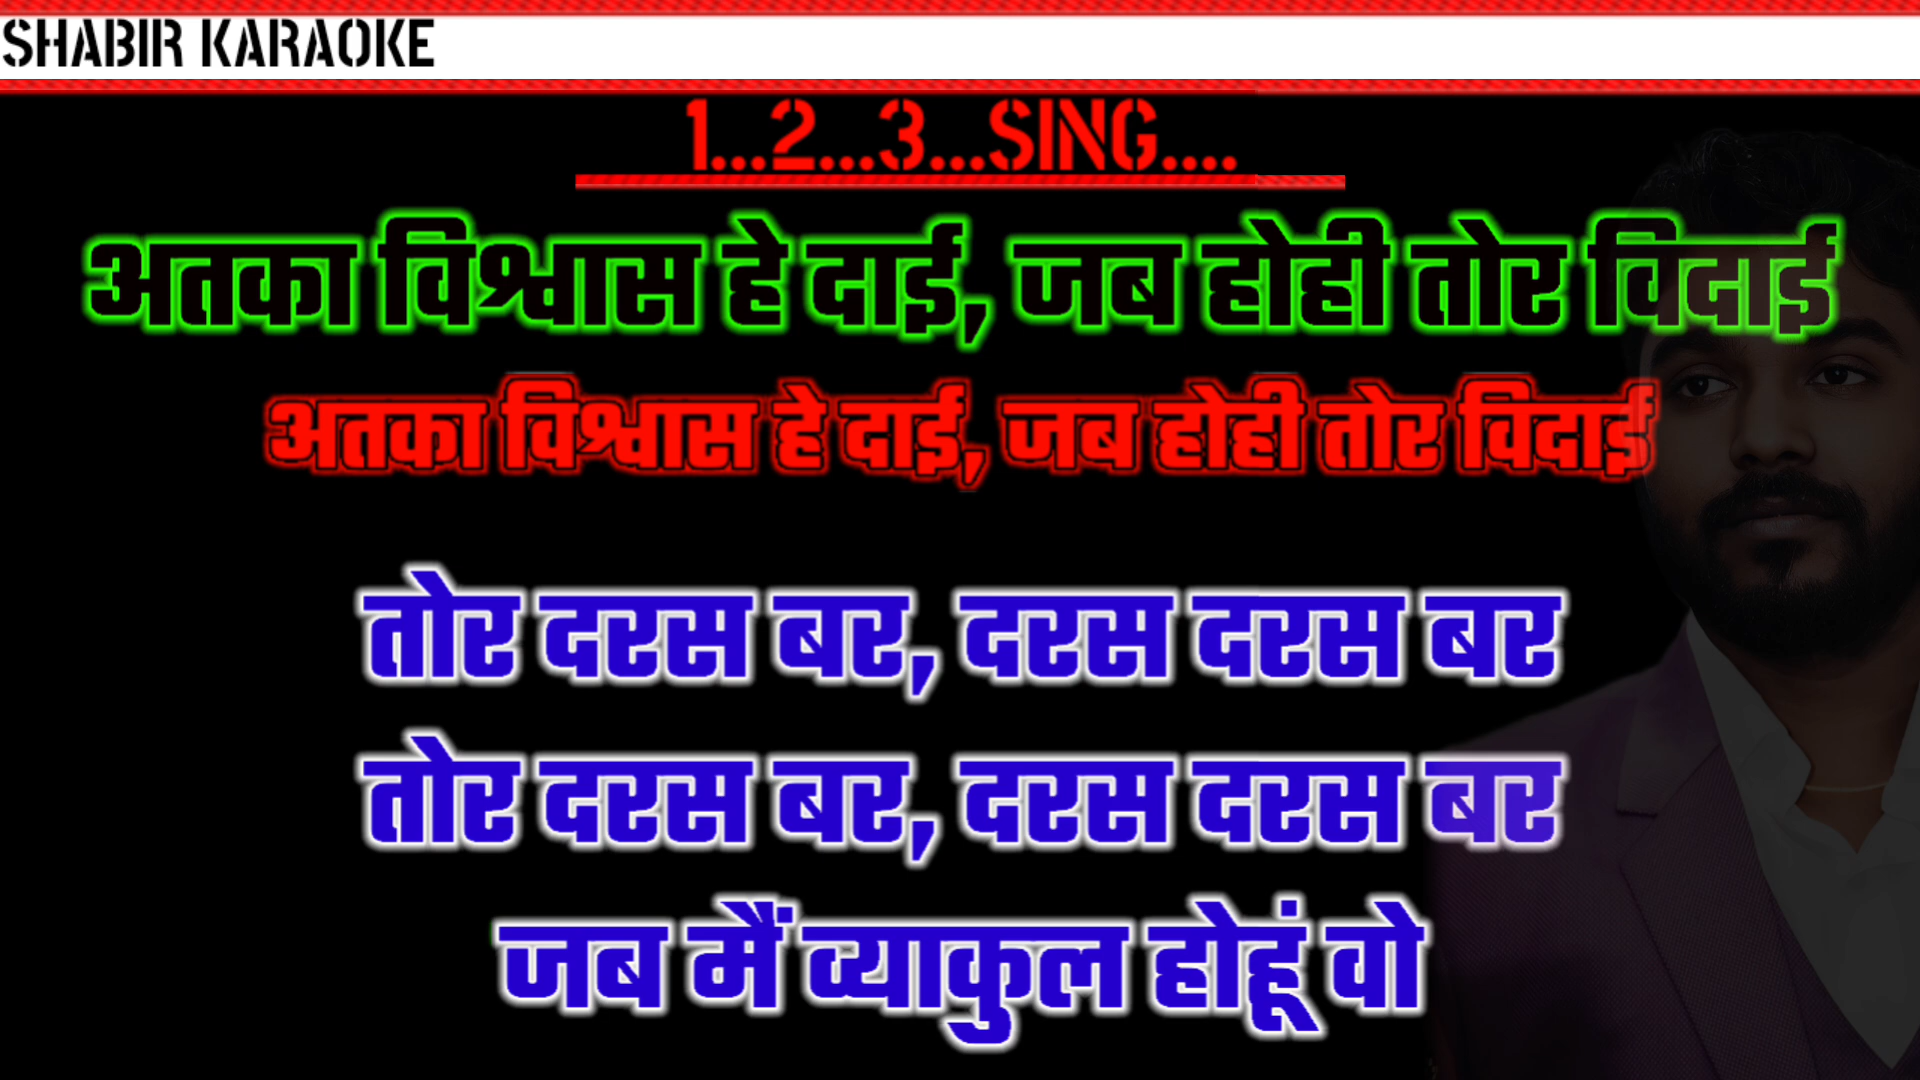 SHABIR KARAOKE
1...2...3...SING....
अतका विश्वास हे दाई, जब होही तोर विदाई
अतका विश्वास हे दाई, जब होही तोर विदाई
तोर दरस बर, दरस दरस बर
तोर दरस बर, दरस दरस बर
जब मैं व्याकुल होहूं वो